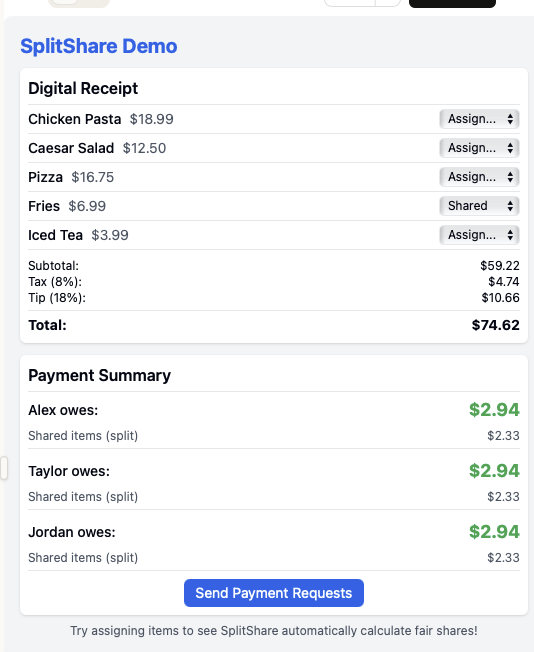 SplitShare Demo
Digital Receipt
Chicken Pasta $18.99 Assign...
Caesar Salad $12.50 Assign...
Pizza $16.75 Assign...
Fries $6.99 Shared
Iced Tea $3.99 Assign...
Subtotal: $59.22
Tax (8%): $4.74
Tip (18%): $10.66
Total: $74.62
Payment Summary
Alex owes: $2.94
Shared items (split) $2.33
Taylor owes: $2.94
Shared items (split) $2.33
Jordan owes: $2.94
Shared items (split) $2.33
Send Payment Requests
Try assigning items to see SplitShare automatically calculate fair shares!